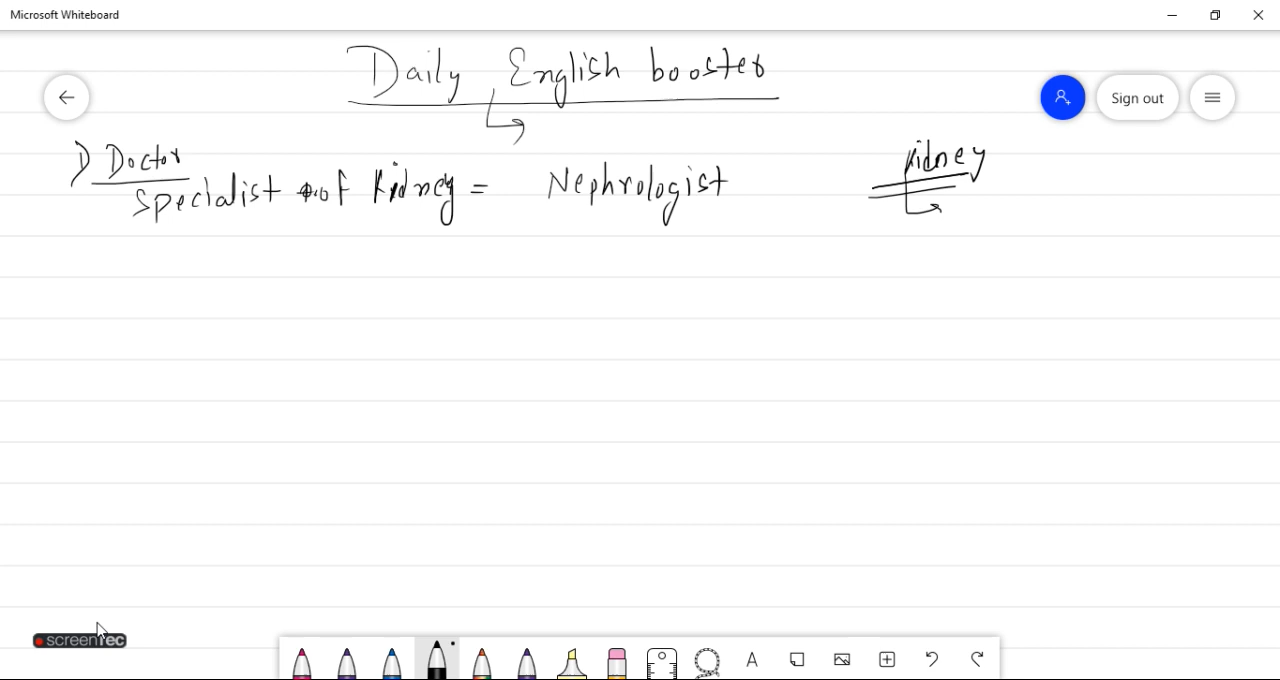 Microsoft Whiteboard
Daily English booster
Sign out
1) Doctor
Kidney
Specialist of Kidney = Nephrologist
screenrec
A